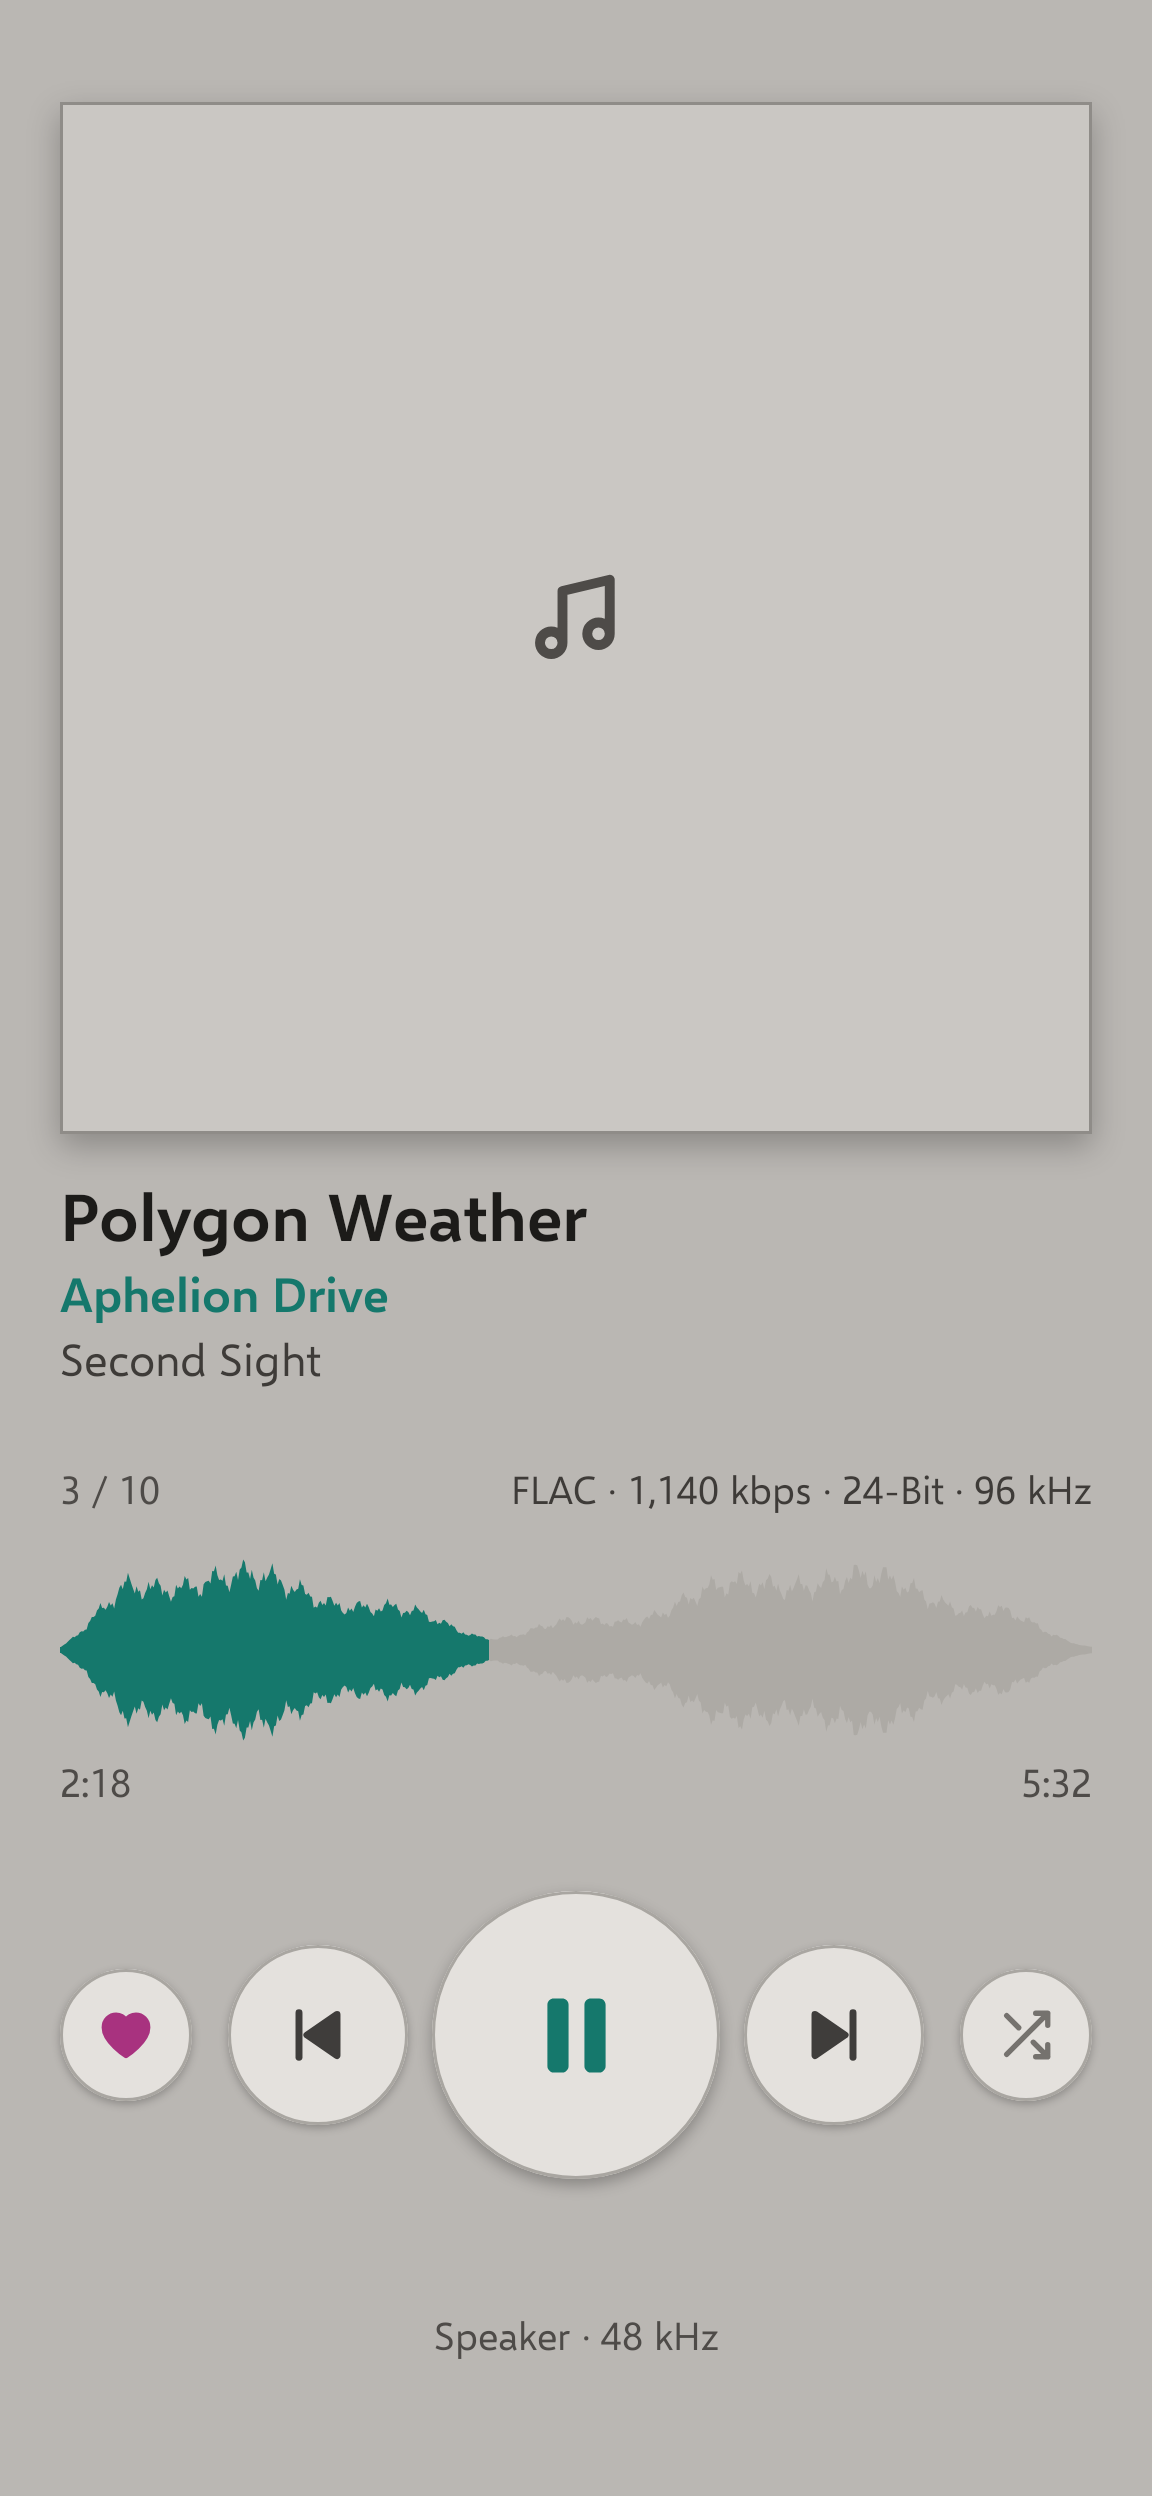 Polygon Weather
Aphelion Drive
Second Sight
3 / 10
FLAC · 1,140 kbps · 24-Bit · 96 kHz
2:18
5:32
Speaker · 48 kHz